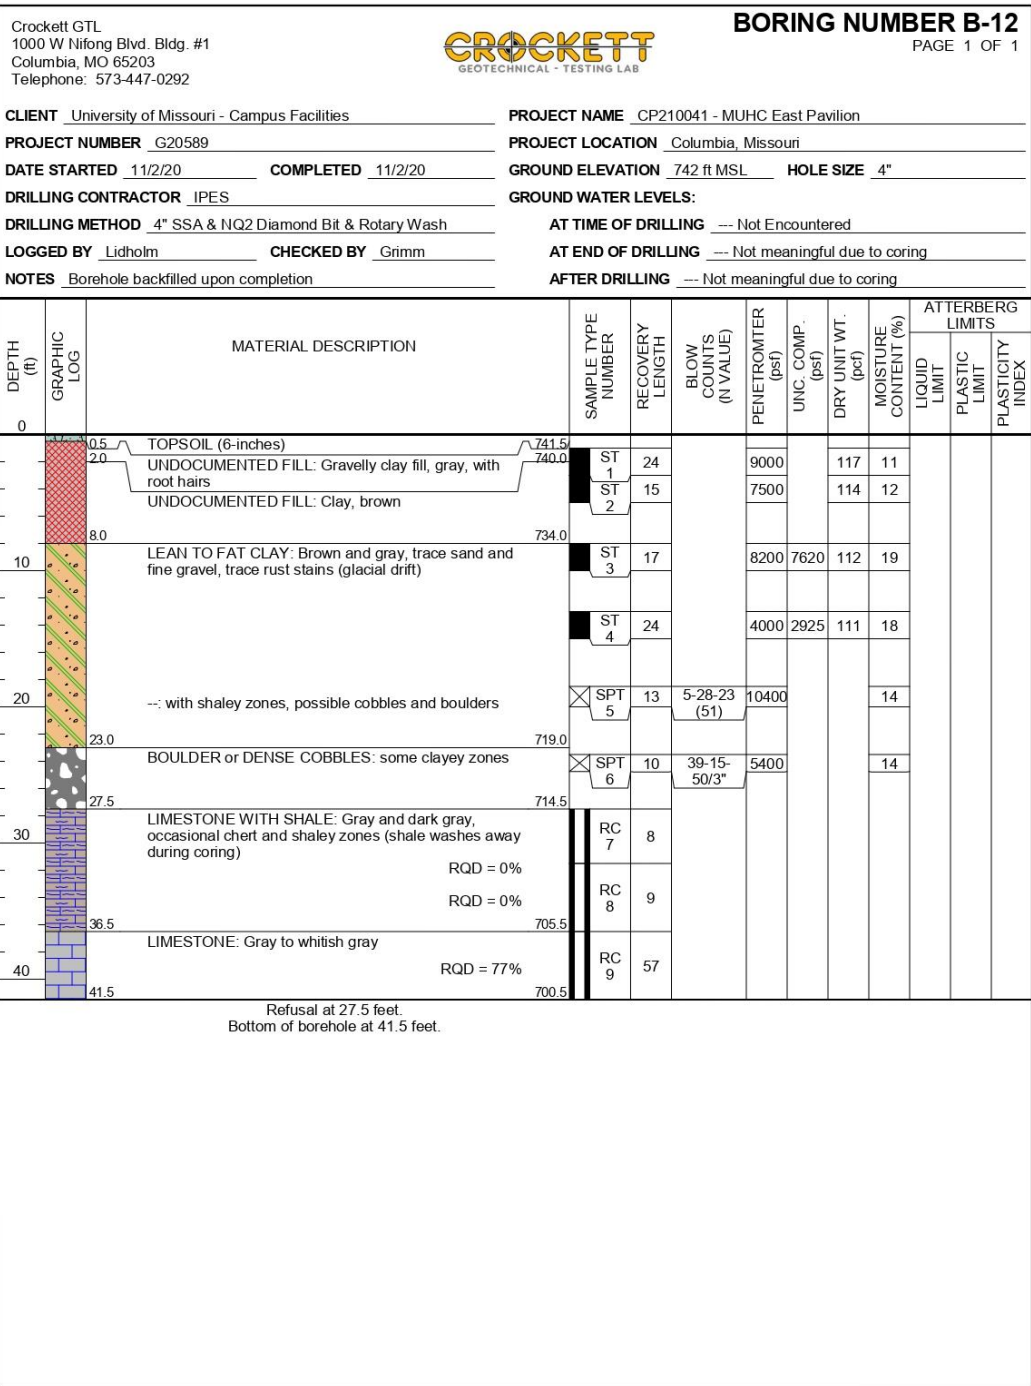 Crockett GTL
1000 W Nifong Blvd. Bldg. #1
Columbia, MO 65203
Telephone: 573-447-0292
CROCKETT
GEOTECHNICAL - TESTING LAB
BORING NUMBER B-12
PAGE 1 OF 1
CLIENT University of Missouri - Campus Facilities
PROJECT NAME CP210041 - MUHC East Pavilion
PROJECT NUMBER G20589
PROJECT LOCATION Columbia, Missouri
DATE STARTED 11/2/20 COMPLETED 11/2/20
GROUND ELEVATION 742 ft MSL HOLE SIZE 4"
DRILLING CONTRACTOR IPES
GROUND WATER LEVELS:
DRILLING METHOD 4" SSA & NQ2 Diamond Bit & Rotary Wash
AT TIME OF DRILLING --- Not Encountered
LOGGED BY Lidholm CHECKED BY Grimm
AT END OF DRILLING --- Not meaningful due to coring
NOTES Borehole backfilled upon completion
AFTER DRILLING --- Not meaningful due to coring
DEPTH
(ft)
GRAPHIC
LOG
MATERIAL DESCRIPTION
SAMPLE TYPE
NUMBER
RECOVERY
LENGTH
BLOW
COUNTS
(N VALUE)
PENETROMTER
(psf)
UNC. COMP.
(psf)
DRY UNIT WT.
(pcf)
MOISTURE
CONTENT (%)
ATTERBERG
LIMITS
LIQUID
LIMIT
PLASTIC
LIMIT
PLASTICITY
INDEX
0
0.5 TOPSOIL (6-inches) 741.5
2.0 UNDOCUMENTED FILL: Gravelly clay fill, gray, with 740.0
root hairs
UNDOCUMENTED FILL: Clay, brown
ST
1
24 9000 117 11
ST
2
15 7500 114 12
8.0 734.0
10
LEAN TO FAT CLAY: Brown and gray, trace sand and
fine gravel, trace rust stains (glacial drift)
ST
3
17 8200 7620 112 19
ST
4
24 4000 2925 111 18
20
--: with shaley zones, possible cobbles and boulders
SPT
5
13 5-28-23
(51)
10400 14
23.0 719.0
BOULDER or DENSE COBBLES: some clayey zones
SPT
6
10 39-15-
50/3"
5400 14
27.5 714.5
30
LIMESTONE WITH SHALE: Gray and dark gray,
occasional chert and shaley zones (shale washes away
during coring)
RQD = 0%
RC
7
8
RQD = 0%
RC
8
9
36.5 705.5
LIMESTONE: Gray to whitish gray
40
RQD = 77%
RC
9
57
41.5 700.5
Refusal at 27.5 feet.
Bottom of borehole at 41.5 feet.